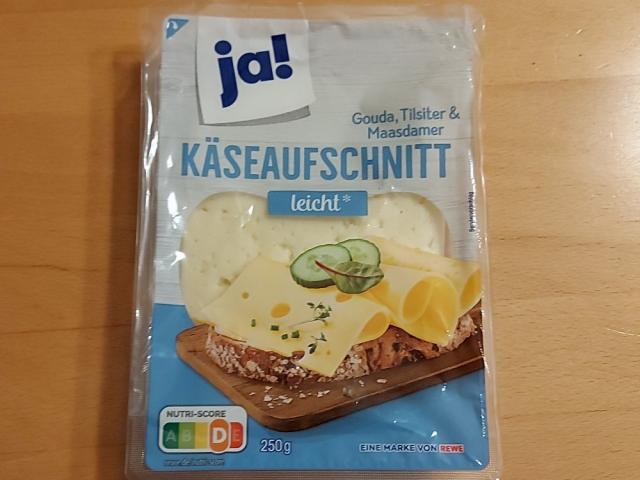 ja!
Gouda, Tilsiter &
Maasdamer
KÄSEAUFSCHNITT
leicht*
NUTRI-SCORE
A B C D E
250g
EINE MARKE VON REWE